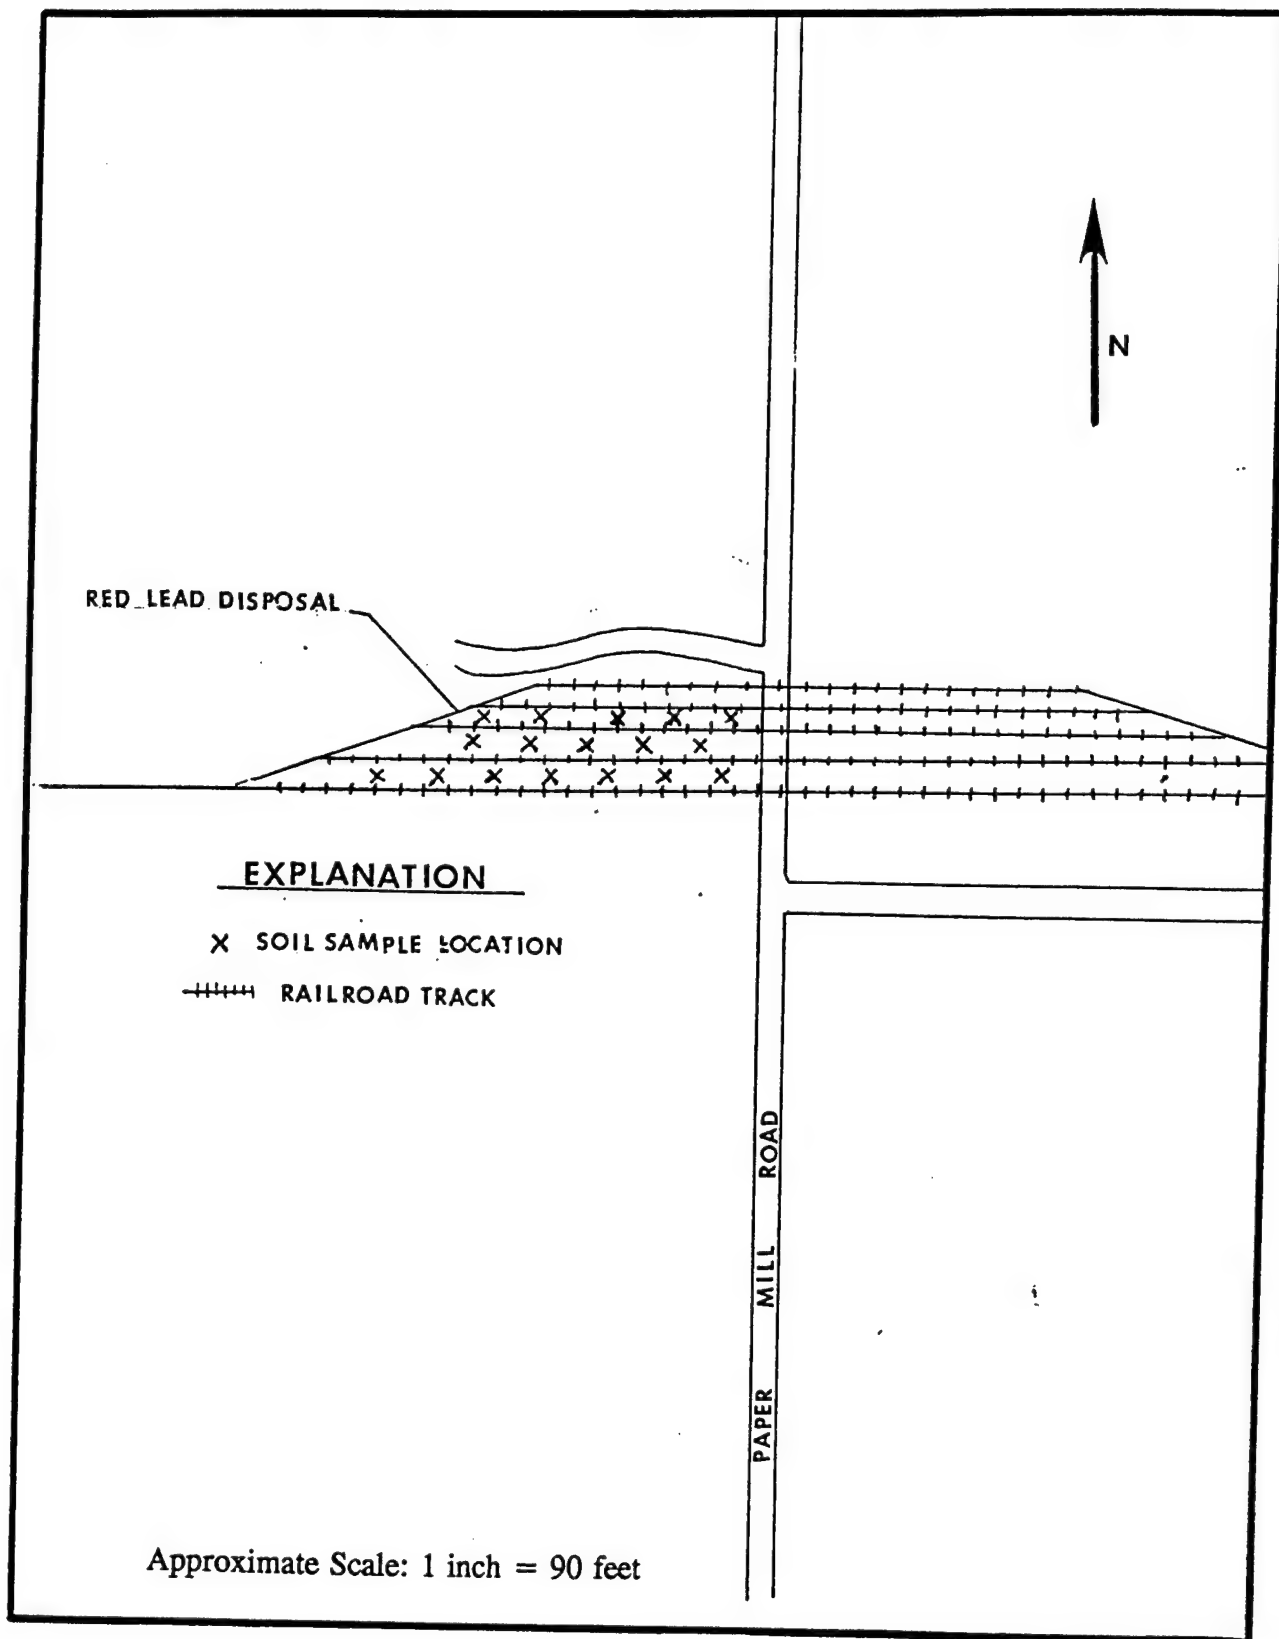 N
RED LEAD DISPOSAL
EXPLANATION
X SOIL SAMPLE LOCATION
RAILROAD TRACK
PAPER MILL ROAD
Approximate Scale: 1 inch = 90 feet